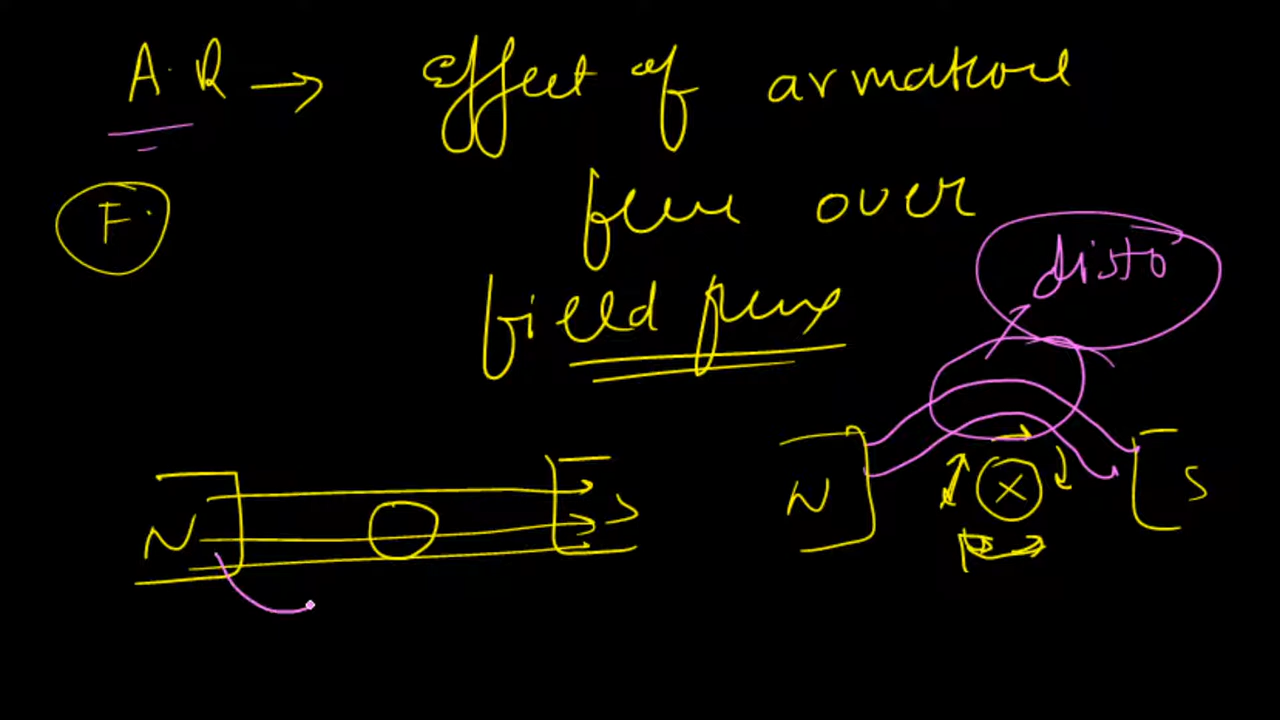 A.R → Effect of armature
flux over
F.
disto
field flux
N S
N S